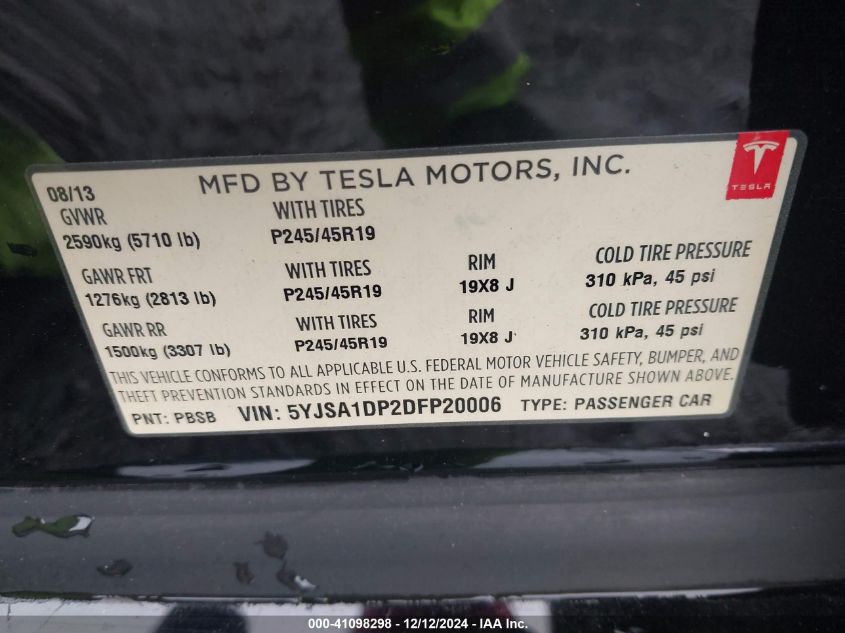 08/13
MFD BY TESLA MOTORS, INC.
TESLA
GVWR WITH TIRES
2590kg (5710 lb) P245/45R19
GAWR FRT WITH TIRES RIM COLD TIRE PRESSURE
1276kg (2813 lb) P245/45R19 19X8 J 310 kPa, 45 psi
GAWR RR WITH TIRES RIM COLD TIRE PRESSURE
1500kg (3307 lb) P245/45R19 19X8 J 310 kPa, 45 psi
THIS VEHICLE CONFORMS TO ALL APPLICABLE U.S. FEDERAL MOTOR VEHICLE SAFETY, BUMPER, AND
THEFT PREVENTION STANDARDS IN EFFECT ON THE DATE OF MANUFACTURE SHOWN ABOVE.
PNT: PBSB VIN: 5YJSA1DP2DFP20006 TYPE: PASSENGER CAR
000-41098298 - 12/12/2024 - IAAI.com